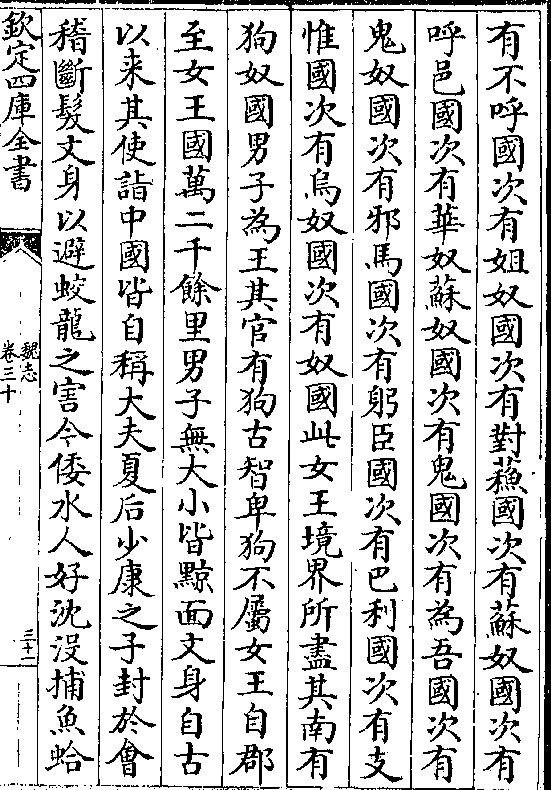 有不呼國次有姐奴國次有對蘓國次有蘇奴國次有
呼邑國次有華奴蘇奴國次有鬼國次有為吾國次有
鬼奴國次有邪馬國次有躬臣國次有巴利國次有支
惟國次有烏奴國次有奴國此女王境界所盡其南有
狗奴國男子為王其官有狗古智卑狗不屬女王自郡
至女王國萬二千餘里男子無大小皆黥面文身自古
以来其使詣中國皆自稱大夫夏后少康之子封於會
稽斷髮文身以避蛟龍之害今倭水人好沈没捕魚蛤
欽定四庫全書
魏志
卷三十
三十二